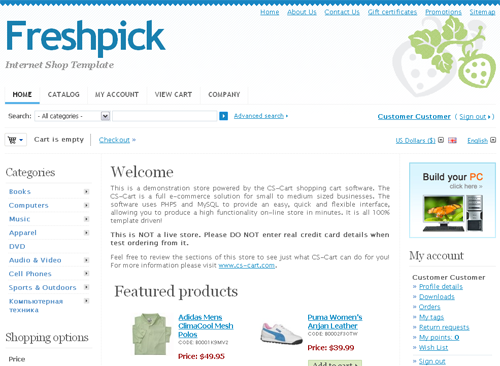 Home About Us Contact Us Gift certificates Promotions Sitemap
Freshpick
Internet Shop Template
HOME CATALOG MY ACCOUNT VIEW CART COMPANY
Search: - All categories - Advanced search
Customer Customer ( Sign out )
Cart is empty Checkout »
US Dollars ($) English
Categories
Books
Computers
Music
Apparel
DVD
Audio & Video
Cell Phones
Sports & Outdoors
Компьютерная
техника
Shopping options
Price
Welcome
This is a demonstration store powered by the CS-Cart shopping cart software. The
CS-Cart is a full e-commerce solution for small to medium sized businesses. The
software uses PHP5 and MySQL to provide an easy, quick and flexible interface,
allowing you to produce a high functionality on-line store in minutes. It is all 100%
template driven!
This is NOT a live store. Please DO NOT enter real credit card details when
test ordering from it.
Feel free to review the sections of this store to see just what CS-Cart can do for you!
For more information please visit www.cs-cart.com.
Featured products
Adidas Mens
ClimaCool Mesh
Polos
CODE: B0001K9MV2
Price: $49.95
Puma Women's
Anjan Leather
Price: $39.99
Add to cart
Build your PC
click here »
My account
Customer Customer
» Profile details
» Downloads
» Orders
» My tags
» Return requests
» My points: 0
» Wish List
» Sign out